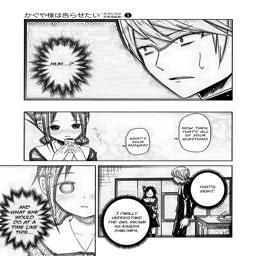 かぐや様は告らせたい
HUH...?
NOW THEN,
THAT'S ALL
OF YOUR
QUESTIONS.
WHAT'S
YOUR
ANSWER?
THAT'S
RIGHT.
I FINALLY
UNDERSTAND
THE GIRL KNOWN
AS KAGUYA
SHINOMIYA.
AND
WHAT SHE
WOULD DO
AT A
TIME LIKE
THIS...